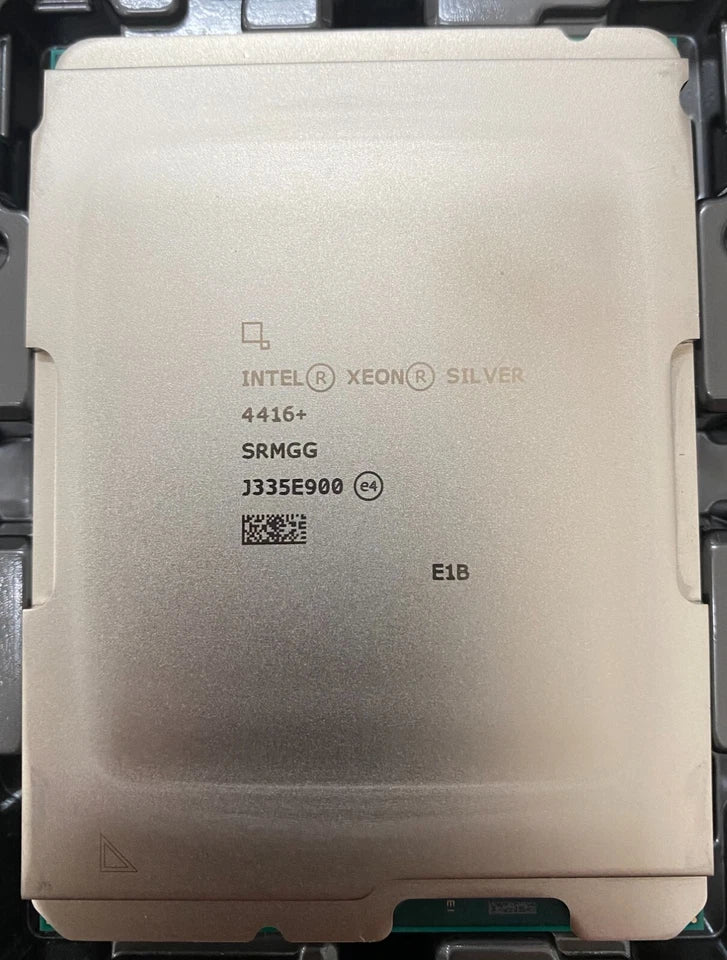 INTEL® XEON® SILVER
4416+
SRMGG
J335E900 e4
E1B